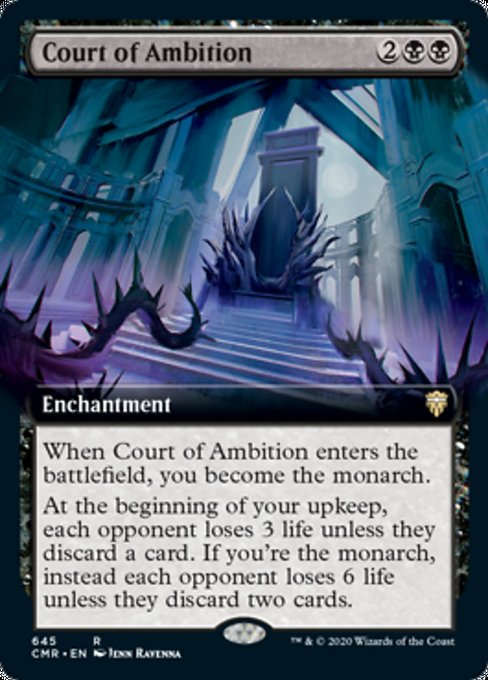 Court of Ambition 2
Enchantment
When Court of Ambition enters the
battlefield, you become the monarch.
At the beginning of your upkeep,
each opponent loses 3 life unless they
discard a card. If you're the monarch,
instead each opponent loses 6 life
unless they discard two cards.
645 R
CMR • EN Jenn Ravenna
™ & © 2020 Wizards of the Coast